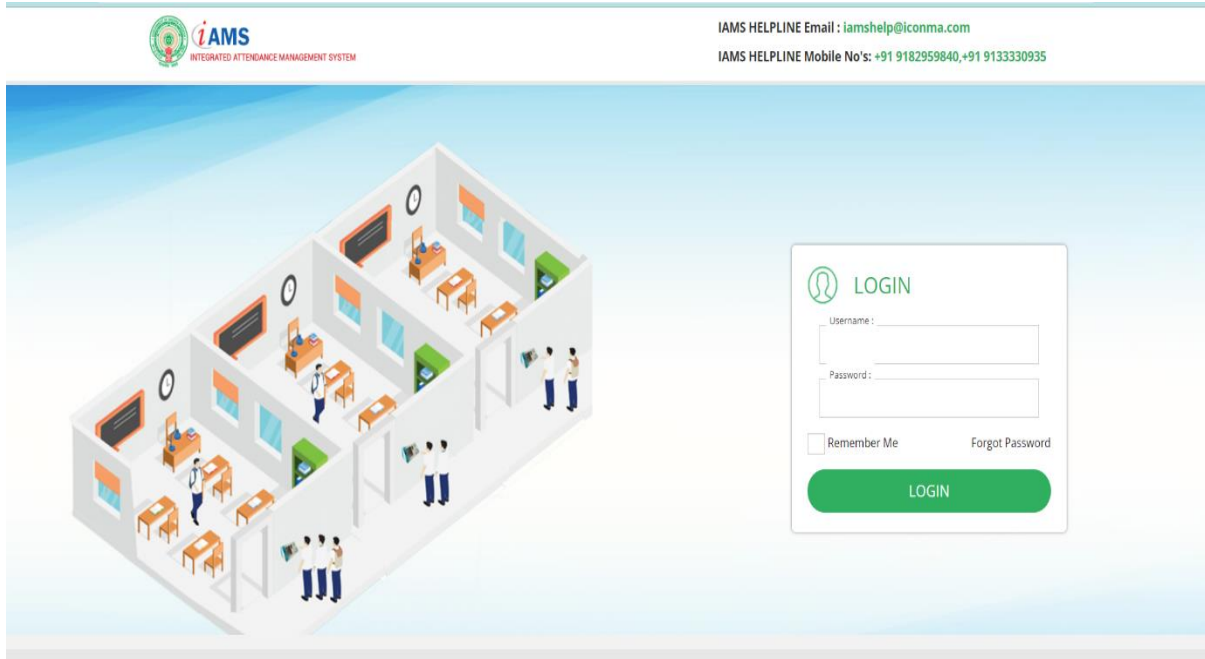 iAMS
INTEGRATED ATTENDANCE MANAGEMENT SYSTEM
IAMS HELPLINE Email : iamshelp@iconma.com
IAMS HELPLINE Mobile No's: +91 9182959840,+91 9133330935
LOGIN
Username :
Password :
Remember Me Forgot Password
LOGIN